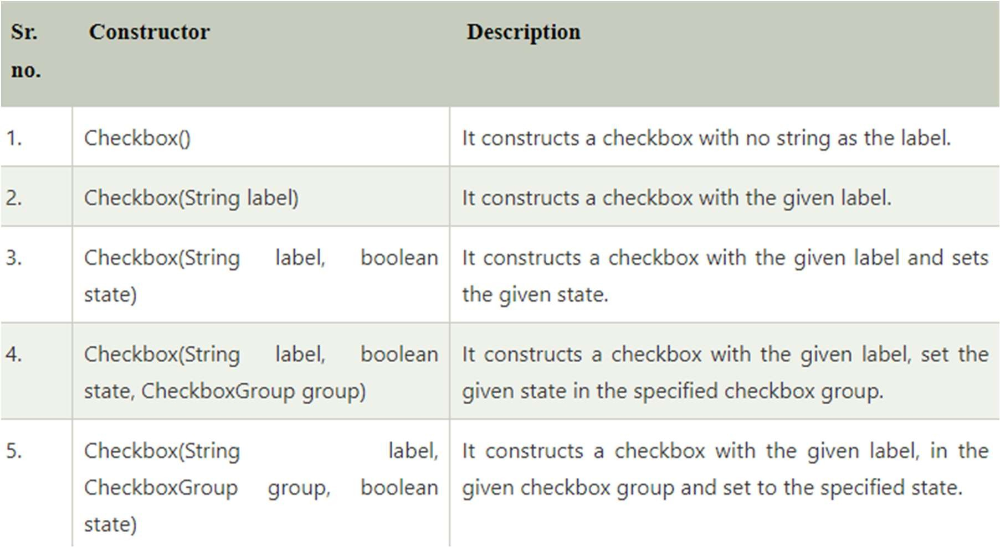 Sr. no. Constructor Description
1. Checkbox() It constructs a checkbox with no string as the label.
2. Checkbox(String label) It constructs a checkbox with the given label.
3. Checkbox(String label, boolean state) It constructs a checkbox with the given label and sets the given state.
4. Checkbox(String label, boolean state, CheckboxGroup group) It constructs a checkbox with the given label, set the given state in the specified checkbox group.
5. Checkbox(String label, CheckboxGroup group, boolean state) It constructs a checkbox with the given label, in the given checkbox group and set to the specified state.